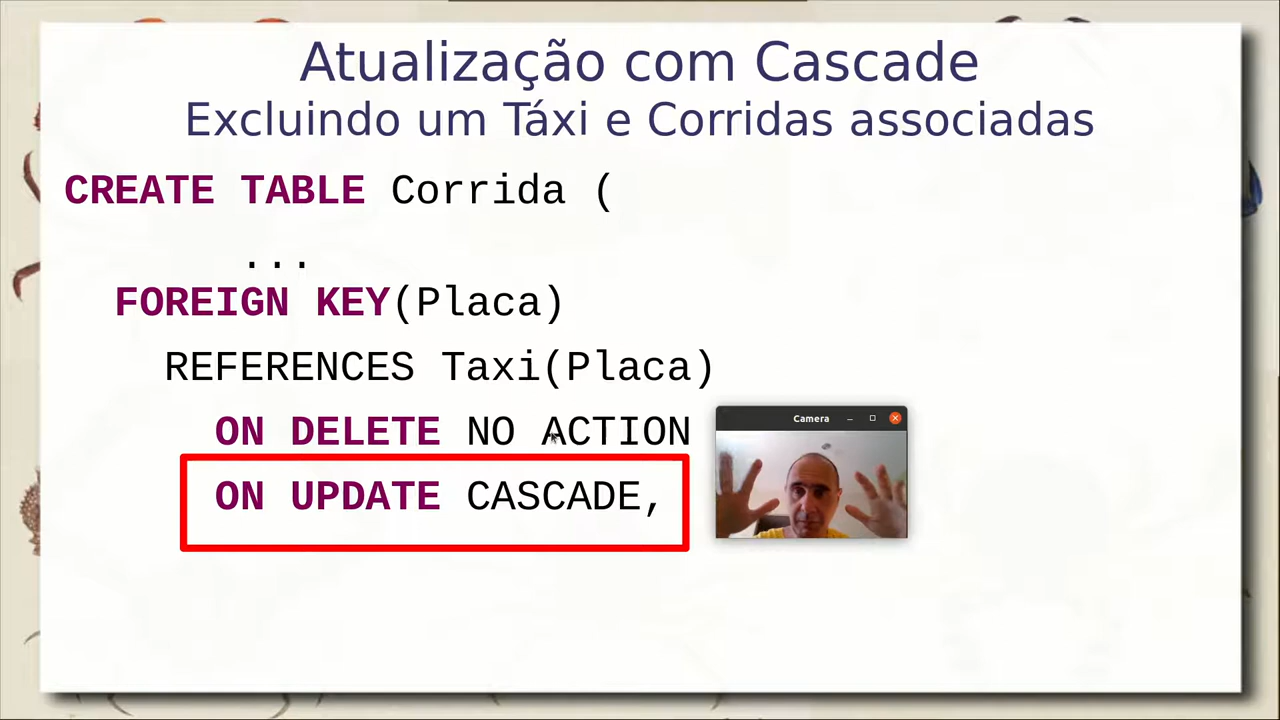 Atualização com Cascade
Excluindo um Táxi e Corridas associadas
CREATE TABLE Corrida (
...
FOREIGN KEY(Placa)
REFERENCES Taxi(Placa)
ON DELETE NO ACTION
Camera
ON UPDATE CASCADE,